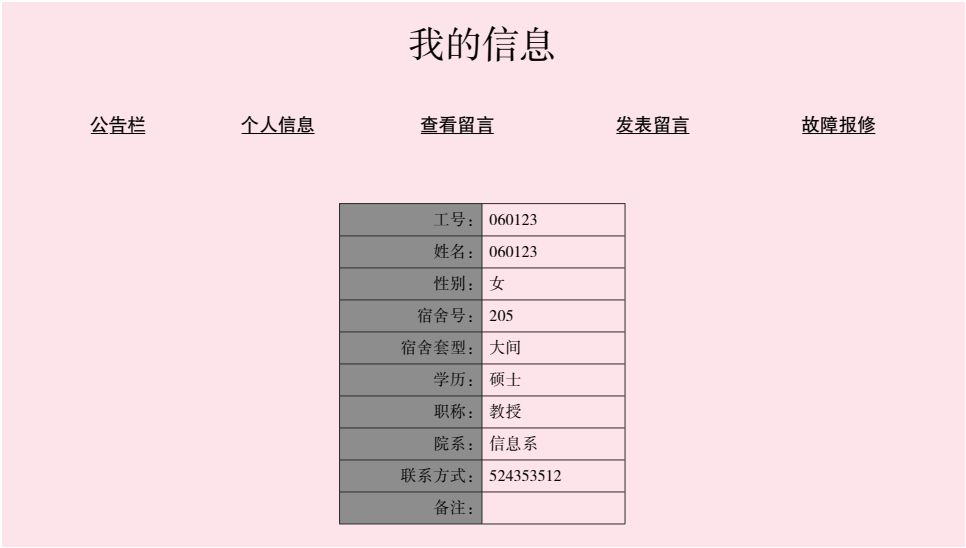 我的信息
公告栏 个人信息 查看留言 发表留言 故障报修
工号： 060123
姓名： 060123
性别： 女
宿舍号： 205
宿舍套型： 大间
学历： 硕士
职称： 教授
院系： 信息系
联系方式： 524353512
备注：